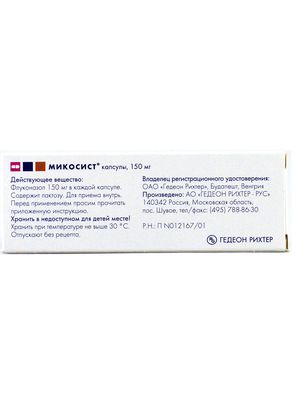 МИКОСИСТ® капсулы, 150 мг
Действующее вещество:
Флуконазол 150 мг в каждой капсуле.
Содержит лактозу. Для приема внутрь.
Перед применением просим прочитать
приложенную инструкцию.
Хранить в недоступном для детей месте!
Хранить при температуре не выше 30 °С.
Отпускают без рецепта.
Владелец регистрационного удостоверения:
ОАО «Гедеон Рихтер», Будапешт, Венгрия
Произведено: АО «ГЕДЕОН РИХТЕР - РУС»
140342 Россия, Московская область,
пос. Шувое, тел/факс: (495) 788-86-30
Р.Н.: П N012167/01
ГЕДЕОН РИХТЕР